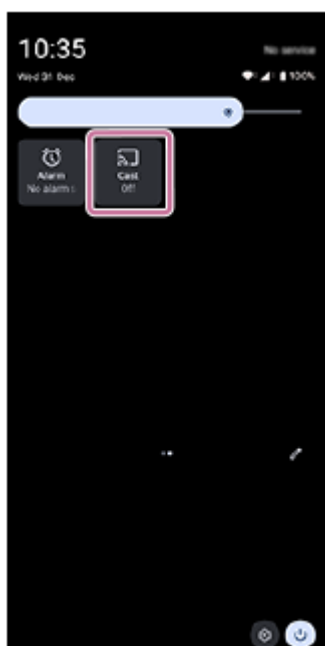 10:35
No service
Wed 31 Dec
100%
Alarm
No alarm s
Cast
Off